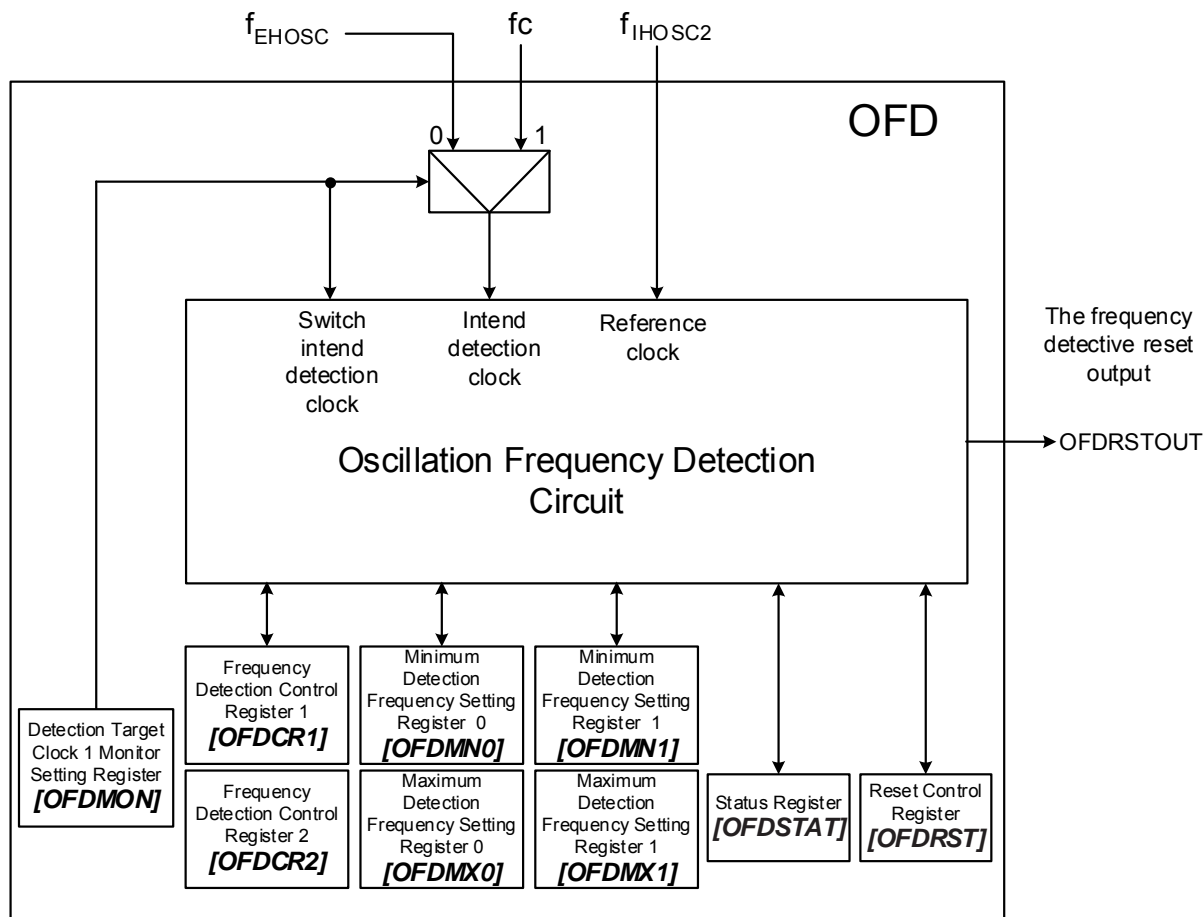 fEHOSC
fc
fIHOSC2
OFD
0
1
Switch
intend
detection
clock
Intend
detection
clock
Reference
clock
The frequency
detective reset
output
OFDRSTOUT
Oscillation Frequency Detection
Circuit
Detection Target
Clock 1 Monitor
Setting Register
[OFDMON]
Frequency
Detection Control
Register 1
[OFDCR1]
Minimum
Detection
Frequency Setting
Register 0
[OFDMN0]
Minimum
Detection
Frequency Setting
Register 1
[OFDMN1]
Frequency
Detection Control
Register 2
[OFDCR2]
Maximum
Detection
Frequency Setting
Register 0
[OFDMX0]
Maximum
Detection
Frequency Setting
Register 1
[OFDMX1]
Status Register
[OFDSTAT]
Reset Control
Register
[OFDRST]